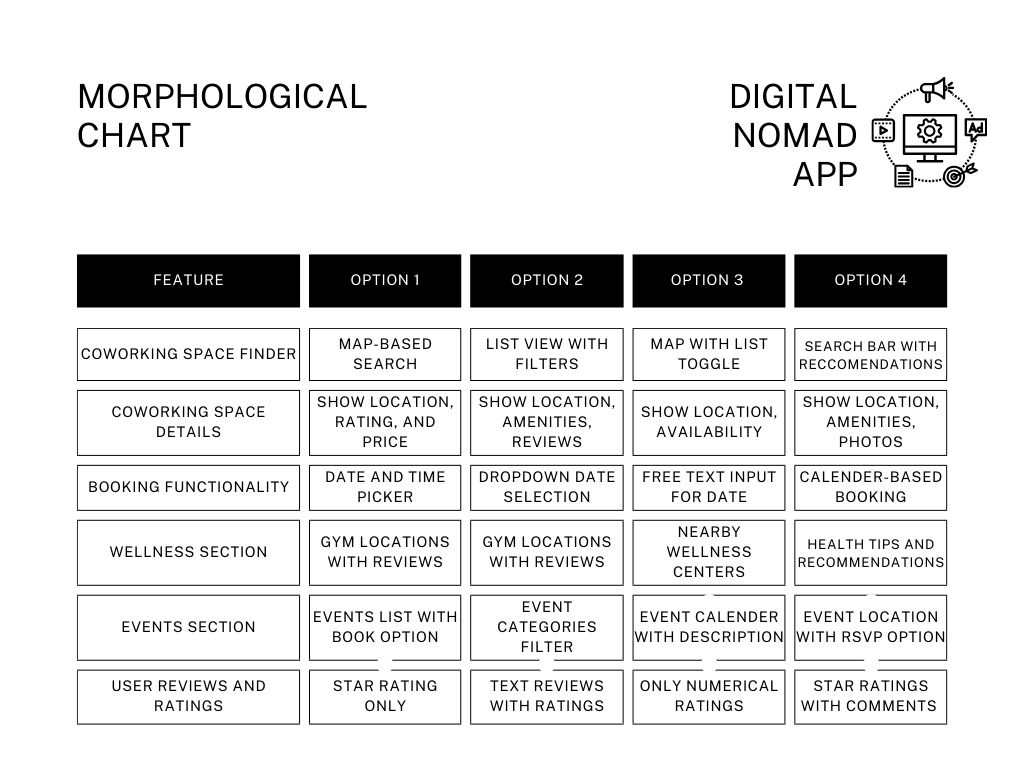 MORPHOLOGICAL
CHART
DIGITAL
NOMAD
APP
Ad
FEATURE
OPTION 1
OPTION 2
OPTION 3
OPTION 4
COWORKING SPACE FINDER
MAP-BASED
SEARCH
LIST VIEW WITH
FILTERS
MAP WITH LIST
TOGGLE
SEARCH BAR WITH
RECCOMENDATIONS
COWORKING SPACE
DETAILS
SHOW LOCATION,
RATING, AND
PRICE
SHOW LOCATION,
AMENITIES,
REVIEWS
SHOW LOCATION,
AVAILABILITY
SHOW LOCATION,
AMENITIES,
PHOTOS
BOOKING FUNCTIONALITY
DATE AND TIME
PICKER
DROPDOWN DATE
SELECTION
FREE TEXT INPUT
FOR DATE
CALENDER-BASED
BOOKING
WELLNESS SECTION
GYM LOCATIONS
WITH REVIEWS
GYM LOCATIONS
WITH REVIEWS
NEARBY
WELLNESS
CENTERS
HEALTH TIPS AND
RECOMMENDATIONS
EVENTS SECTION
EVENTS LIST WITH
BOOK OPTION
EVENT
CATEGORIES
FILTER
EVENT CALENDER
WITH DESCRIPTION
EVENT LOCATION
WITH RSVP OPTION
USER REVIEWS AND
RATINGS
STAR RATING
ONLY
TEXT REVIEWS
WITH RATINGS
ONLY NUMERICAL
RATINGS
STAR RATINGS
WITH COMMENTS